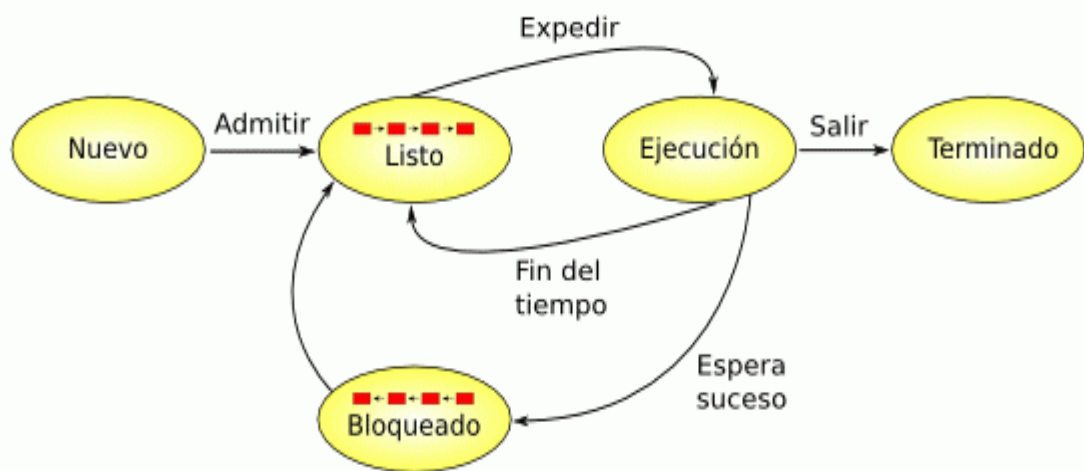 Expedir
Admitir
Salir
Nuevo
Listo
Ejecución
Terminado
Fin del
tiempo
Espera
suceso
Bloqueado